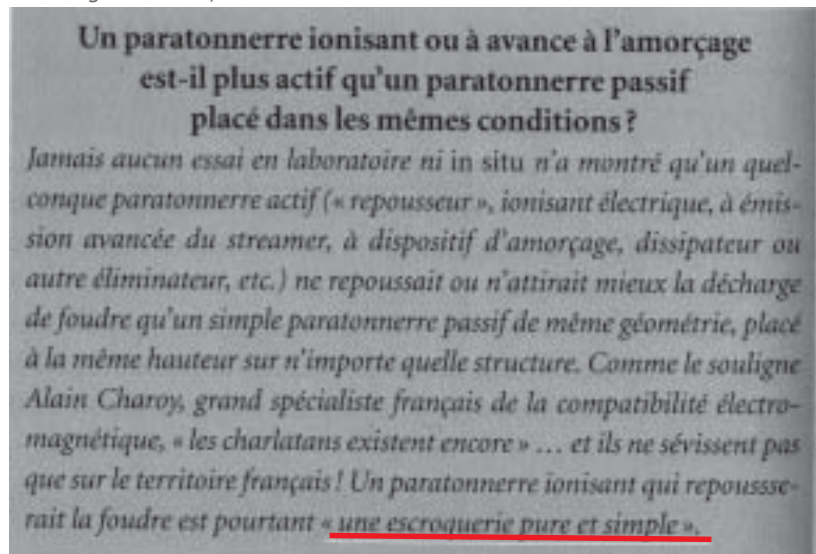 Un paratonnerre ionisant ou à avance à l'amorçage
est-il plus actif qu'un paratonnerre passif
placé dans les mêmes conditions ?
Jamais aucun essai en laboratoire ni in situ n'a montré qu'un quel-
conque paratonnerre actif (« repousseur », ionisant électrique, à émis-
sion avancée du streamer, à dispositif d'amorçage, dissipateur ou
autre éliminateur, etc.) ne repoussait ou n'attirait mieux la décharge
de foudre qu'un simple paratonnerre passif de même géométrie, placé
à la même hauteur sur n'importe quelle structure. Comme le souligne
Alain Charoy, grand spécialiste français de la compatibilité électro-
magnétique, « les charlatans existent encore » … et ils ne sévissent pas
que sur le territoire français ! Un paratonnerre ionisant qui repoussse-
rait la foudre est pourtant « une escroquerie pure et simple ».